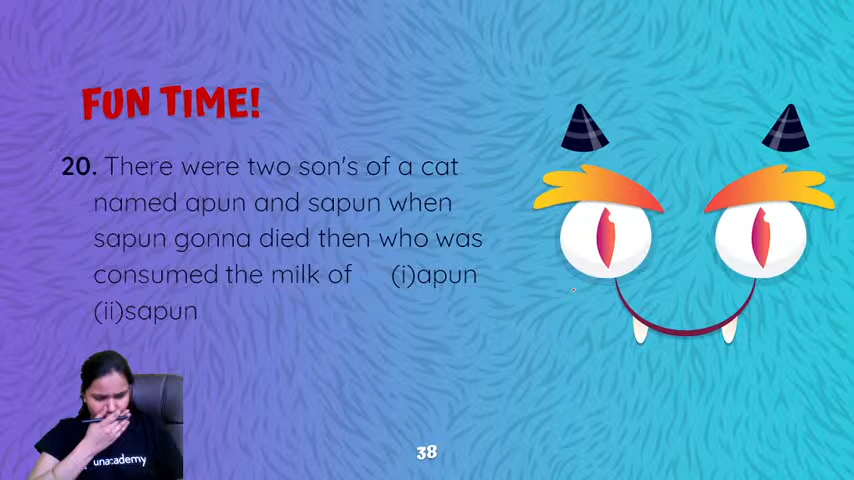 FUN TIME!
20. There were two son's of a cat
named apun and sapun when
sapun gonna died then who was
consumed the milk of (i)apun
(ii)sapun
unacademy
38